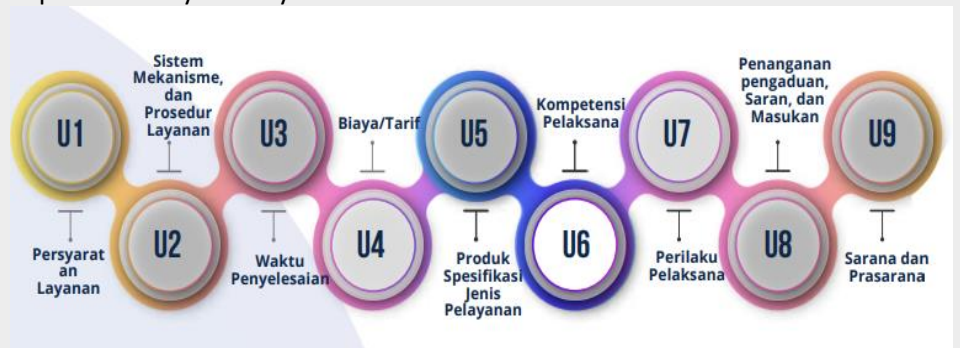 U1
Persyarat
an
Layanan
Sistem
Mekanisme,
dan
Prosedur
Layanan
U2
U3
Waktu
Penyelesaian
Biaya/Tarif
U4
U5
Produk
Spesifikasi
Jenis
Pelayanan
Kompetensi
Pelaksana
U6
U7
Perilaku
Pelaksana
Penanganan
pengaduan,
Saran, dan
Masukan
U8
U9
Sarana dan
Prasarana